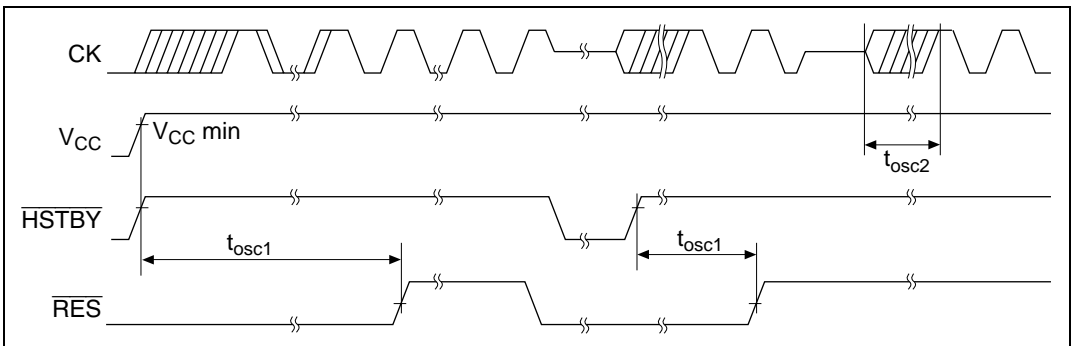 CK
VCC
VCC min
tosc2
HSTBY
tosc1
tosc1
RES